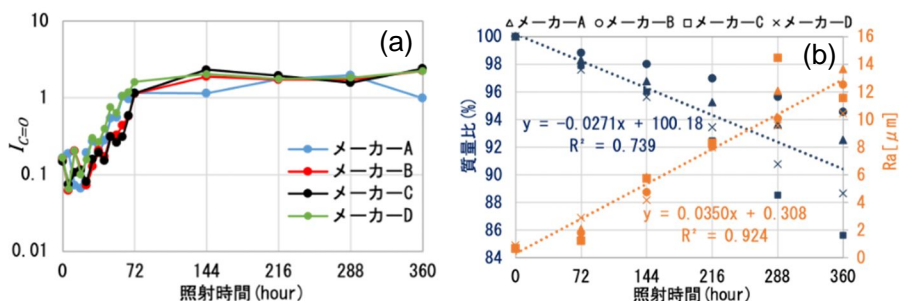 (a)
10
1
0.1
0.01
I_{C=O}
メーカーA
メーカーB
メーカーC
メーカーD
0 72 144 216 288 360
照射時間(hour)
△メーカーA ○メーカーB □メーカーC ×メーカーD
(b)
100
98
96
94
92
90
88
86
84
質量比(%)
y = -0.0271x + 100.18
R² = 0.739
y = 0.0350x + 0.308
R² = 0.924
16
14
12
10
8
6
4
2
0
Ra[μm]
0 72 144 216 288 360
照射時間(hour)